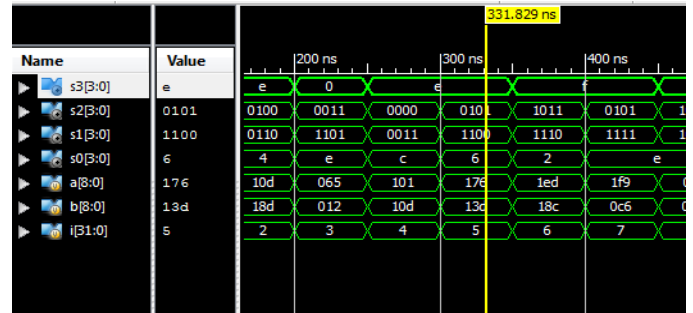 331.829 ns
Name Value 200 ns 300 ns 400 ns
s3[3:0] e e 0 e f
s2[3:0] 0101 0100 0011 0000 0101 1011 0101 1
s1[3:0] 1100 0110 1101 0011 1100 1110 1111 1
s0[3:0] 6 4 e c 6 2 e
a[8:0] 176 10d 065 101 176 1ed 1f9
b[8:0] 13d 18d 012 10d 13d 18c 0c6
i[31:0] 5 2 3 4 5 6 7